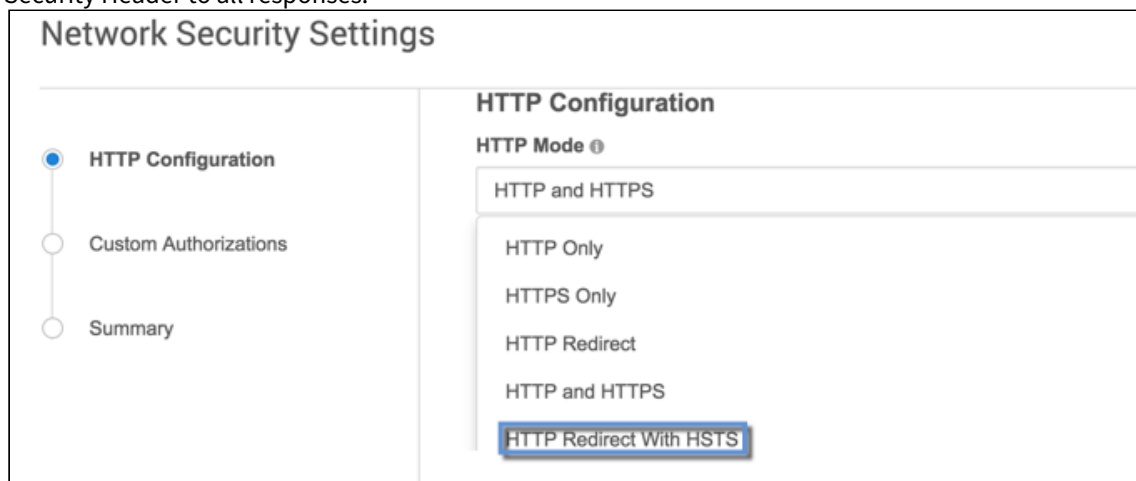 Security Header to all responses.
Network Security Settings
HTTP Configuration
HTTP Mode
HTTP Configuration
HTTP and HTTPS
Custom Authorizations
HTTP Only
HTTPS Only
Summary
HTTP Redirect
HTTP and HTTPS
HTTP Redirect With HSTS